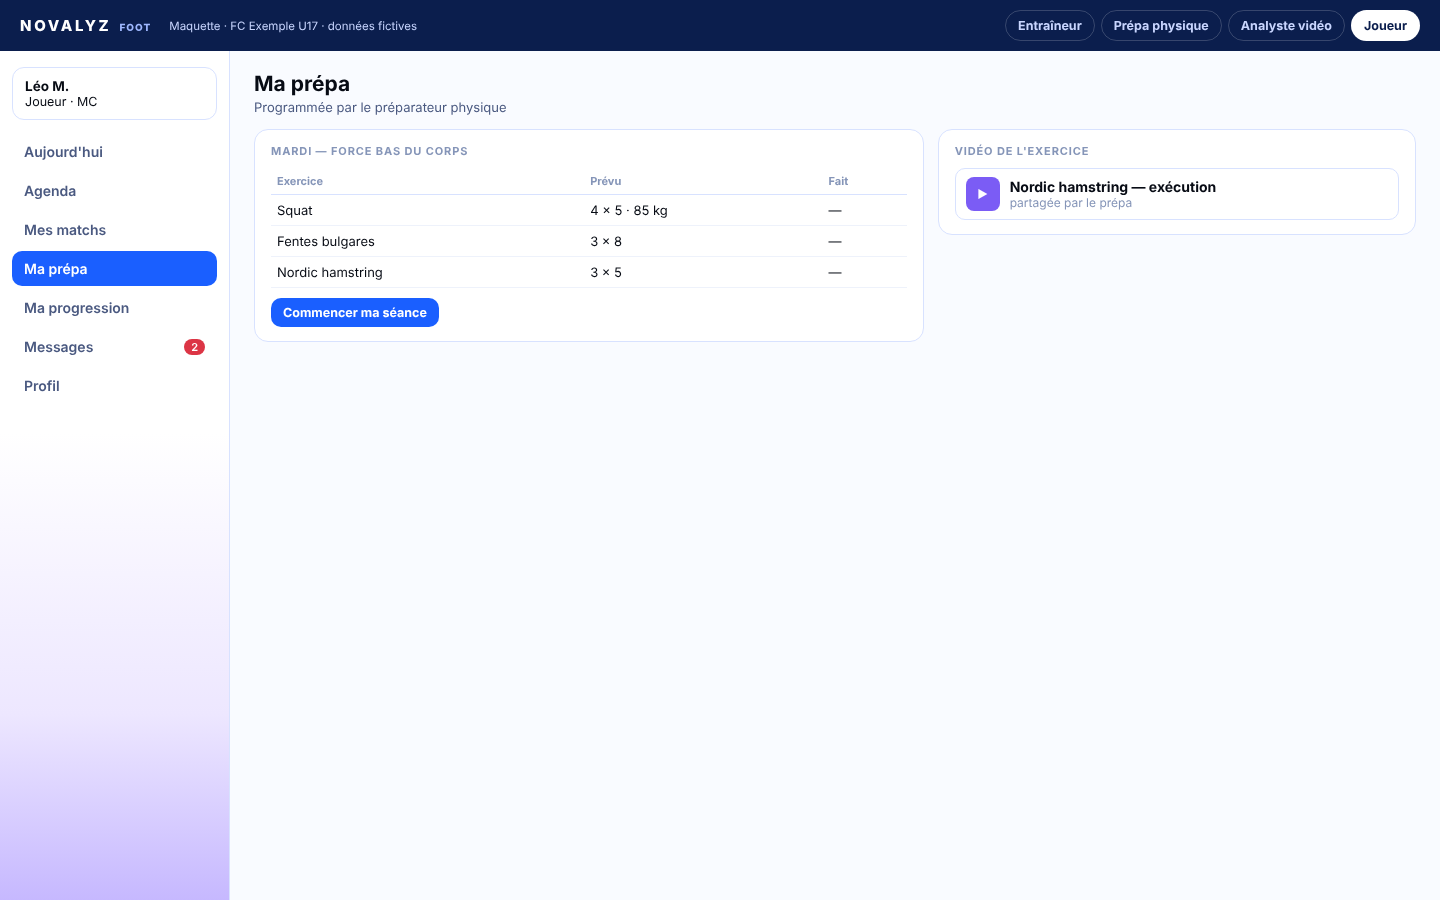 NOVALYZ FOOT Maquette · FC Exemple U17 · données fictives
Entraîneur Prépa physique Analyste vidéo Joueur
Léo M.
Joueur · MC
Aujourd'hui
Agenda
Mes matchs
Ma prépa
Ma progression
Messages 2
Profil
Ma prépa
Programmée par le préparateur physique
MARDI — FORCE BAS DU CORPS
Exercice Prévu Fait
Squat 4 × 5 · 85 kg —
Fentes bulgares 3 × 8 —
Nordic hamstring 3 × 5 —
Commencer ma séance
VIDÉO DE L'EXERCICE
Nordic hamstring — exécution
partagée par le prépa